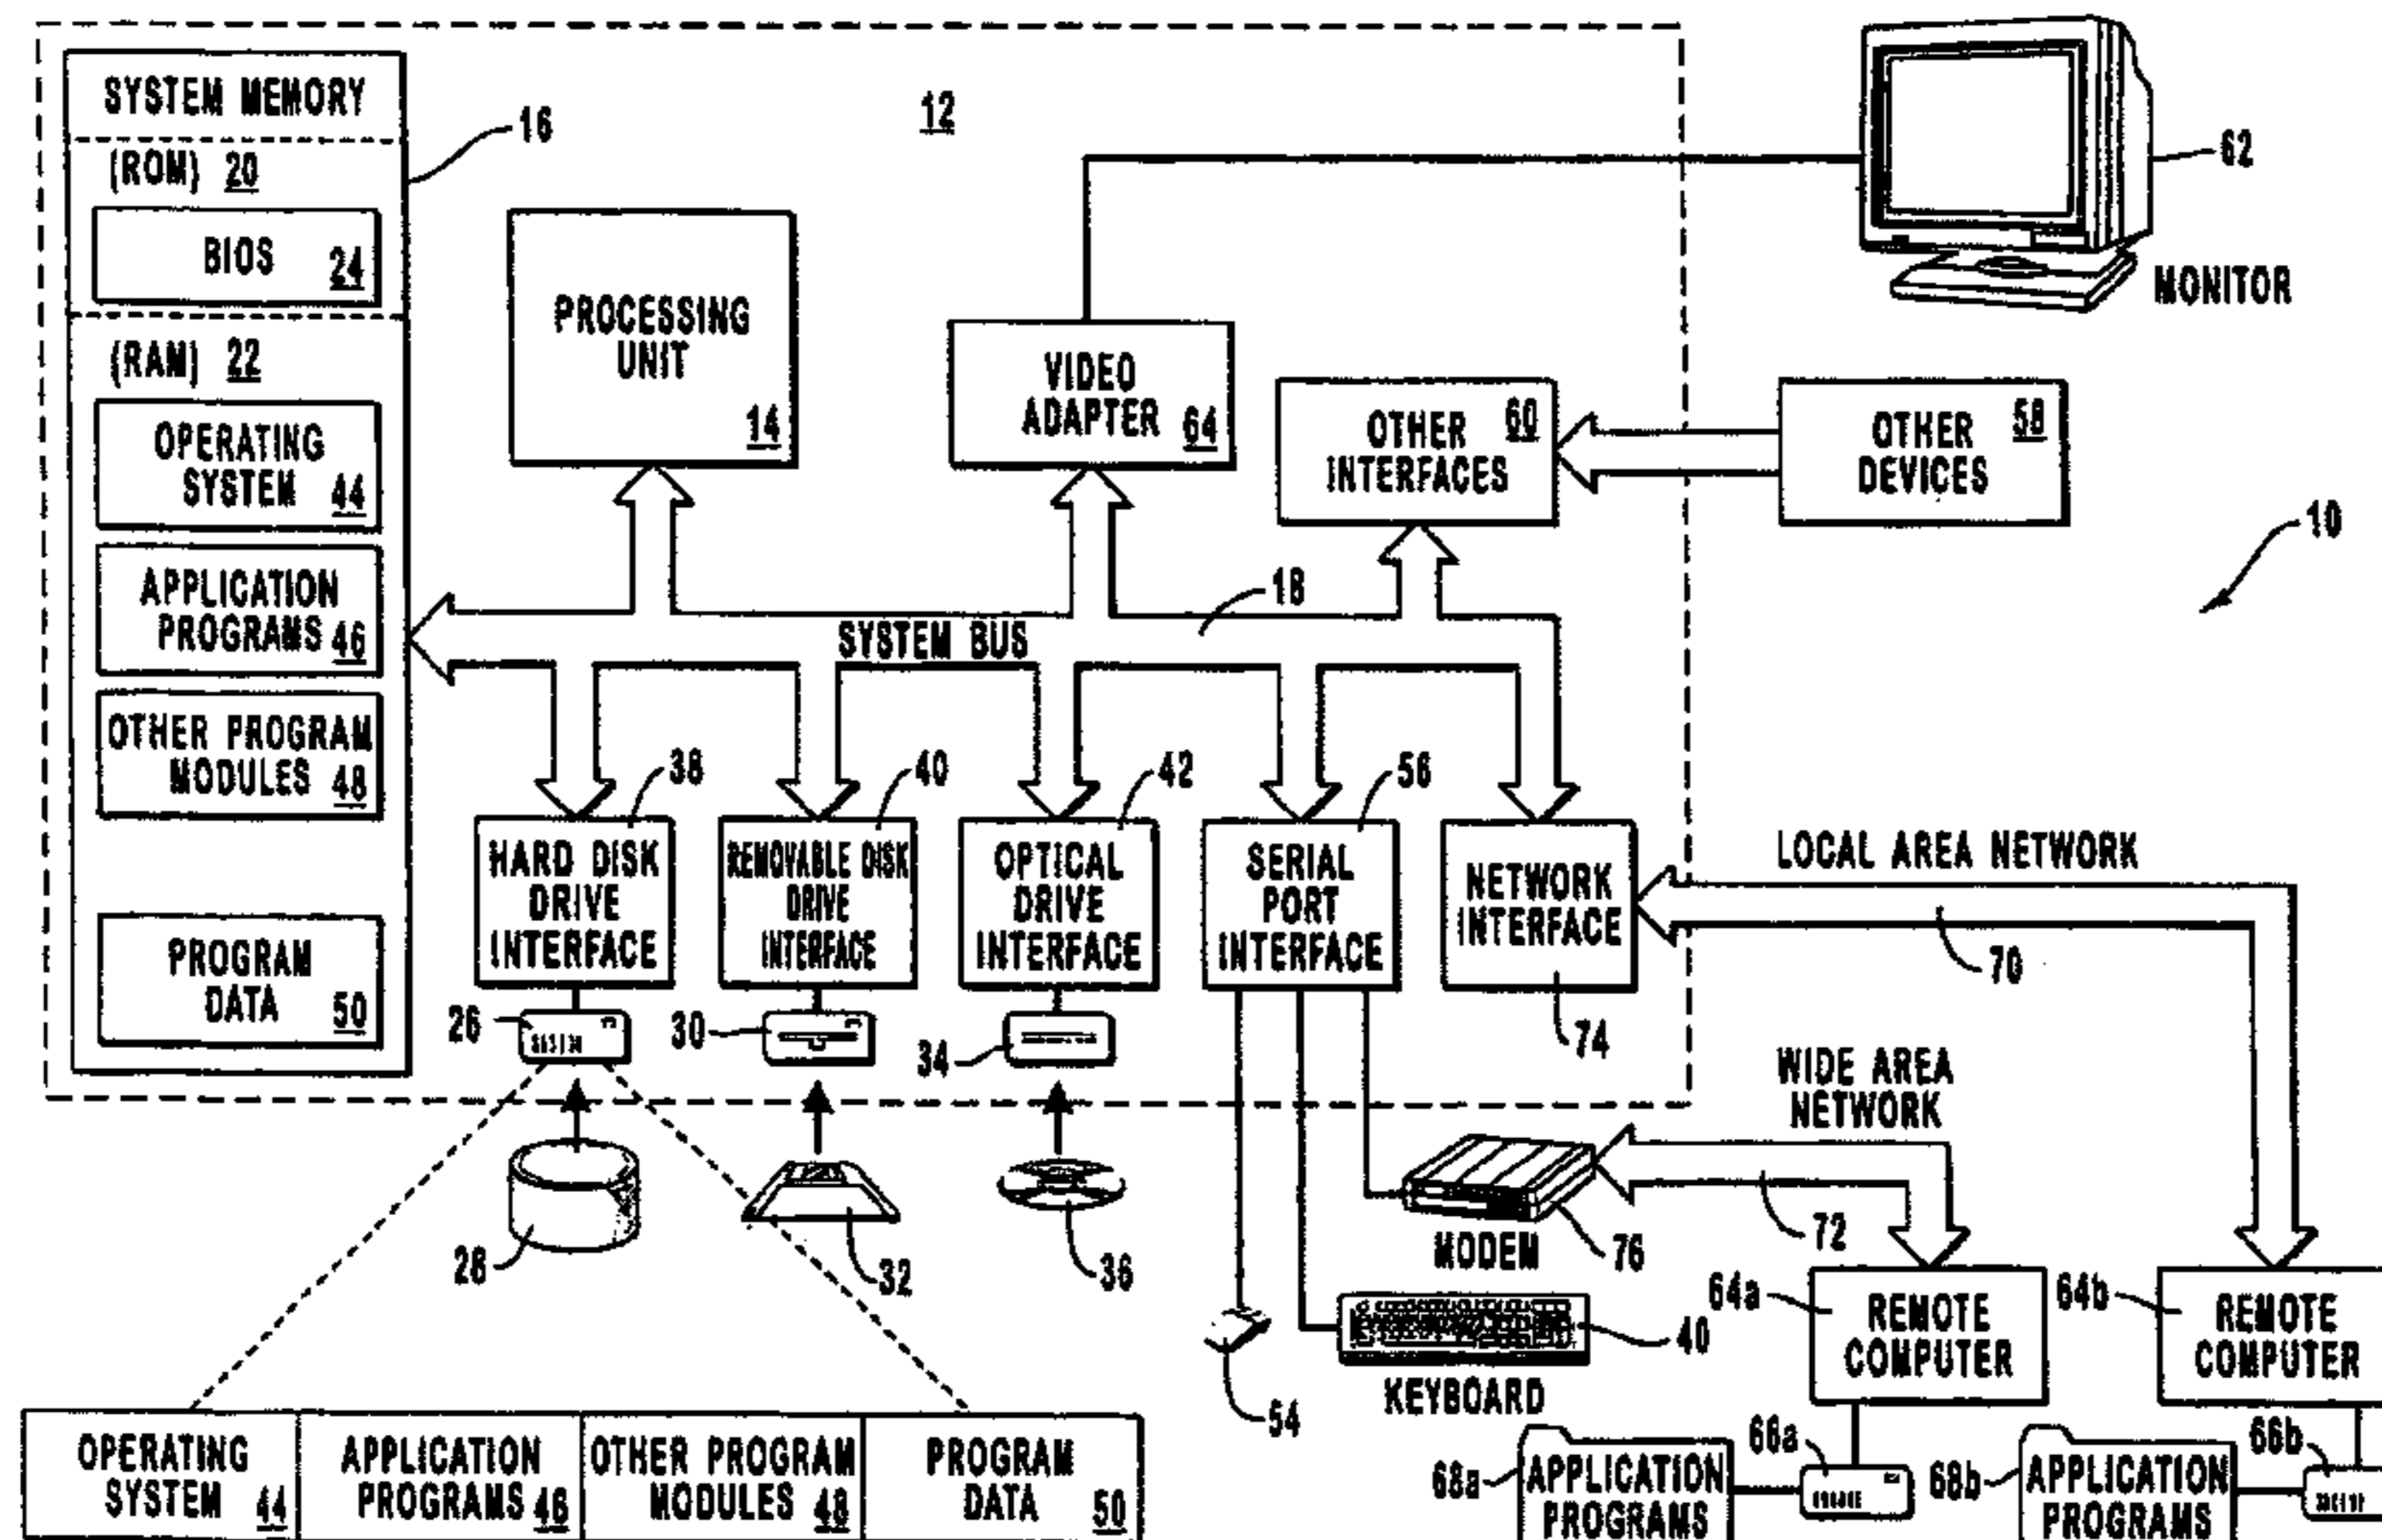 SYSTEM MEMORY
16
12
(ROM) 20
BIOS 24
62
MONITOR
PROCESSING
UNIT
14
(RAM) 22
VIDEO
ADAPTER 64
OTHER 60
INTERFACES
OTHER 58
DEVICES
OPERATING
SYSTEM 44
10
APPLICATION
PROGRAMS 46
18
SYSTEM BUS
OTHER PROGRAM
MODULES 48
38
40
42
56
HARD DISK
DRIVE
INTERFACE
REMOVABLE DISK
DRIVE
INTERFACE
OPTICAL
DRIVE
INTERFACE
SERIAL
PORT
INTERFACE
NETWORK
INTERFACE
LOCAL AREA NETWORK
70
PROGRAM
DATA 50
26
30
34
74
WIDE AREA
NETWORK
28
32
36
MODEM
76
72
64a
REMOTE
COMPUTER
64b
REMOTE
COMPUTER
54
40
KEYBOARD
OPERATING
SYSTEM 44
APPLICATION
PROGRAMS 46
OTHER PROGRAM
MODULES 48
PROGRAM
DATA 50
68a
APPLICATION
PROGRAMS
66a
68b
APPLICATION
PROGRAMS
66b